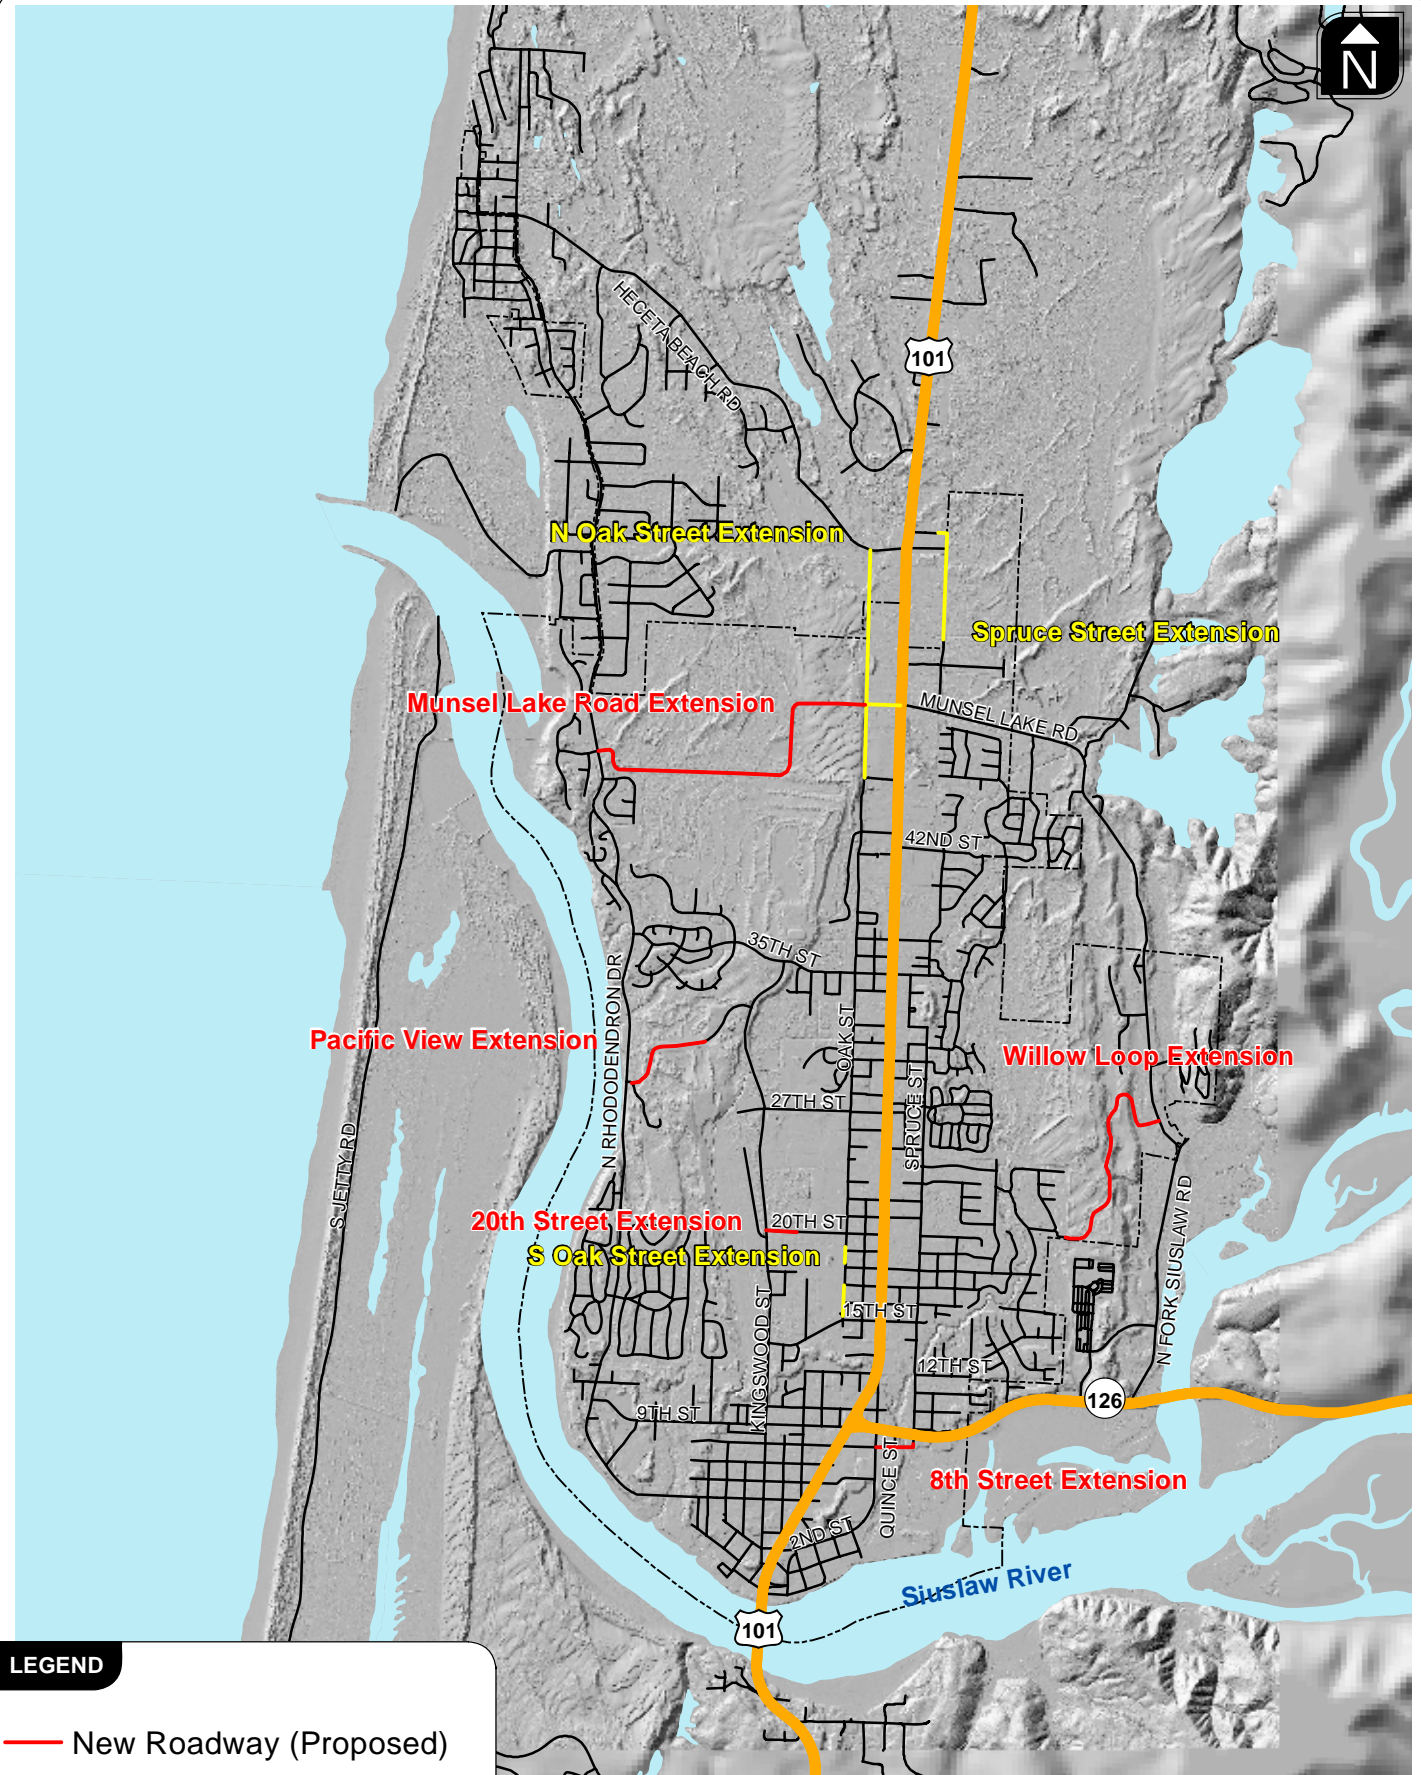 N
HECETA BEACH RD
101
N Oak Street Extension
Spruce Street Extension
Munsel Lake Road Extension
MUNSEL LAKE RD
42ND ST
35TH ST
N RHODODENDRON DR
OAK ST
Pacific View Extension
Willow Loop Extension
27TH ST
SPRUCE ST
S JETTY RD
20th Street Extension
20TH ST
S Oak Street Extension
N FORK SIUSLAW RD
15TH ST
KINGSWOOD ST
12TH ST
126
9TH ST
QUINCE ST
8th Street Extension
2ND ST
Siuslaw River
101
LEGEND
New Roadway (Proposed)